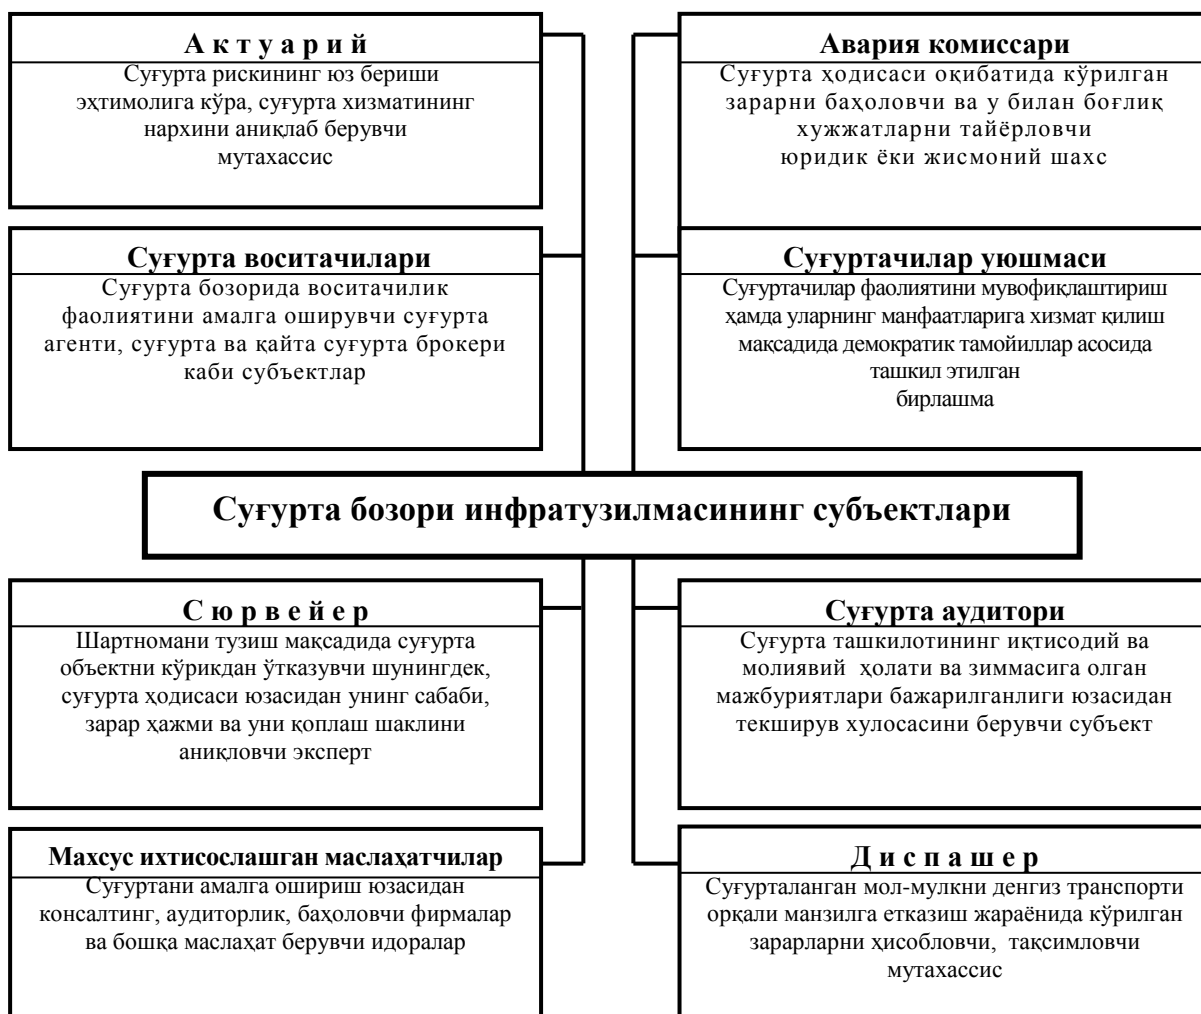 А к т у а р и й
Суғурта рискининг юз бериши
эҳтимолига кўра, суғурта хизматининг
нархини аниқлаб берувчи
мутахассис
Авария комиссари
Суғурта ҳодисаси оқибатида кўрилган
зарарни баҳоловчи ва у билан боғлиқ
хужжатларни тайёрловчи
юридик ёки жисмоний шахс
Суғурта воситачилари
Суғурта бозорида воситачилик
фаолиятини амалга оширувчи суғурта
агенти, суғурта ва қайта суғурта брокери
каби субъектлар
Суғуртачилар уюшмаси
Суғуртачилар фаолиятини мувофиқлаштириш
ҳамда уларнинг манфаатларига хизмат қилиш
мақсадида демократик тамойиллар асосида
ташкил этилган
бирлашма
Суғурта бозори инфратузилмасининг субъектлари
С ю р в е й е р
Шартномани тузиш мақсадида суғурта
объектни кўрикдан ўтказувчи шунингдек,
суғурта ҳодисаси юзасидан унинг сабаби,
зарар ҳажми ва уни қоплаш шаклини
аниқловчи эксперт
Суғурта аудитори
Суғурта ташкилотининг иқтисодий ва
молиявий ҳолати ва зиммасига олган
мажбуриятлари бажарилганлиги юзасидан
текширув хулосасини берувчи субъект
Махсус ихтисослашган маслаҳатчилар
Суғуртани амалга ошириш юзасидан
консалтинг, аудиторлик, баҳоловчи фирмалар
ва бошқа маслаҳат берувчи идоралар
Д и с п а ш е р
Суғурталанган мол-мулкни денгиз транспорти
орқали манзилга етказиш жараёнида кўрилган
зарарларни ҳисобловчи, тақсимловчи
мутахассис